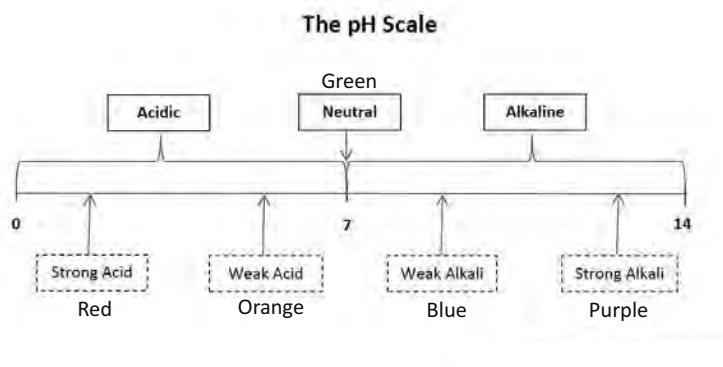 The pH Scale
Green
Acidic
Neutral
Alkaline
0
7
14
Strong Acid
Weak Acid
Weak Alkali
Strong Alkali
Red
Orange
Blue
Purple